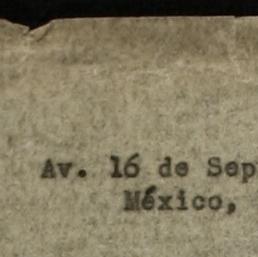 Av. 16 de Sep
México,